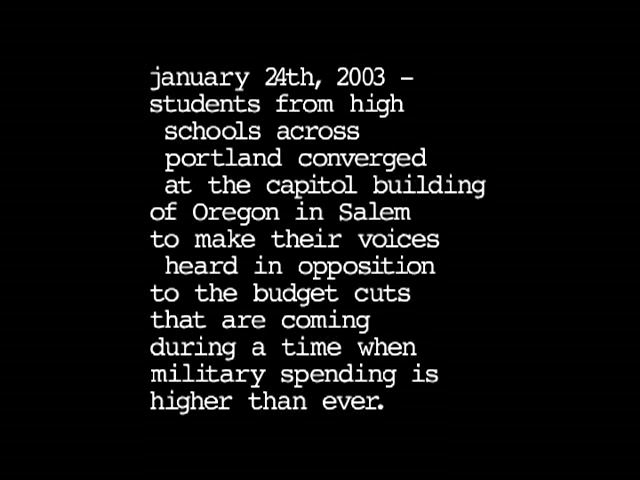 january 24th, 2003 –
students from high
schools across
portland converged
at the capitol building
of Oregon in Salem
to make their voices
heard in opposition
to the budget cuts
that are coming
during a time when
military spending is
higher than ever.